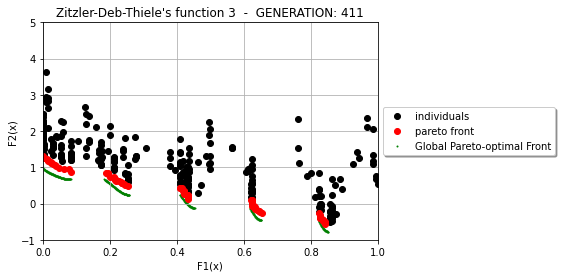 Zitzler-Deb-Thiele's function 3 - GENERATION: 411
5
4
3
2
1
0
−1
F2(x)
0.0 0.2 0.4 0.6 0.8 1.0
F1(x)
individuals
pareto front
Global Pareto-optimal Front